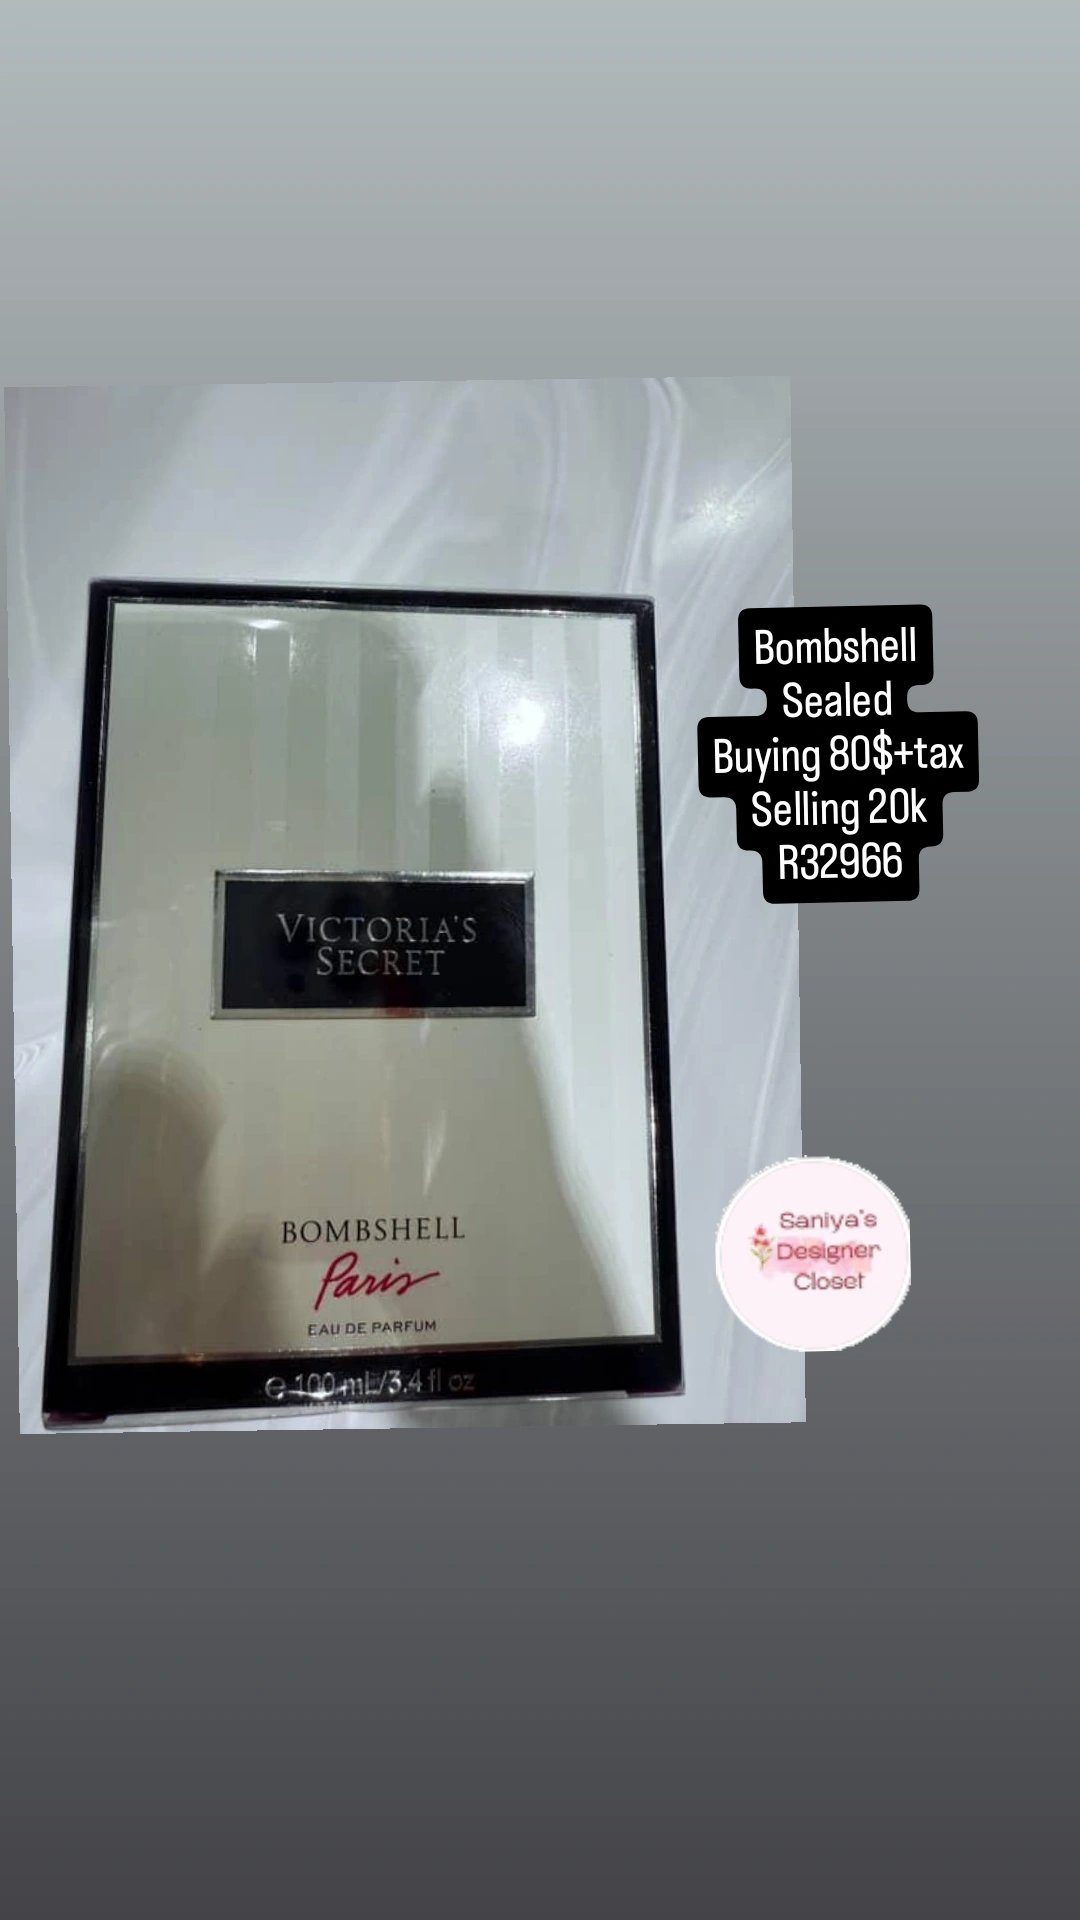 Bombshell
Sealed
Buying 80$+tax
Selling 20k
R32966
VICTORIA'S
SECRET
BOMBSHELL
Paris
EAU DE PARFUM
e 100 mL/3.4 fl oz
Saniya's
Designer
Closet